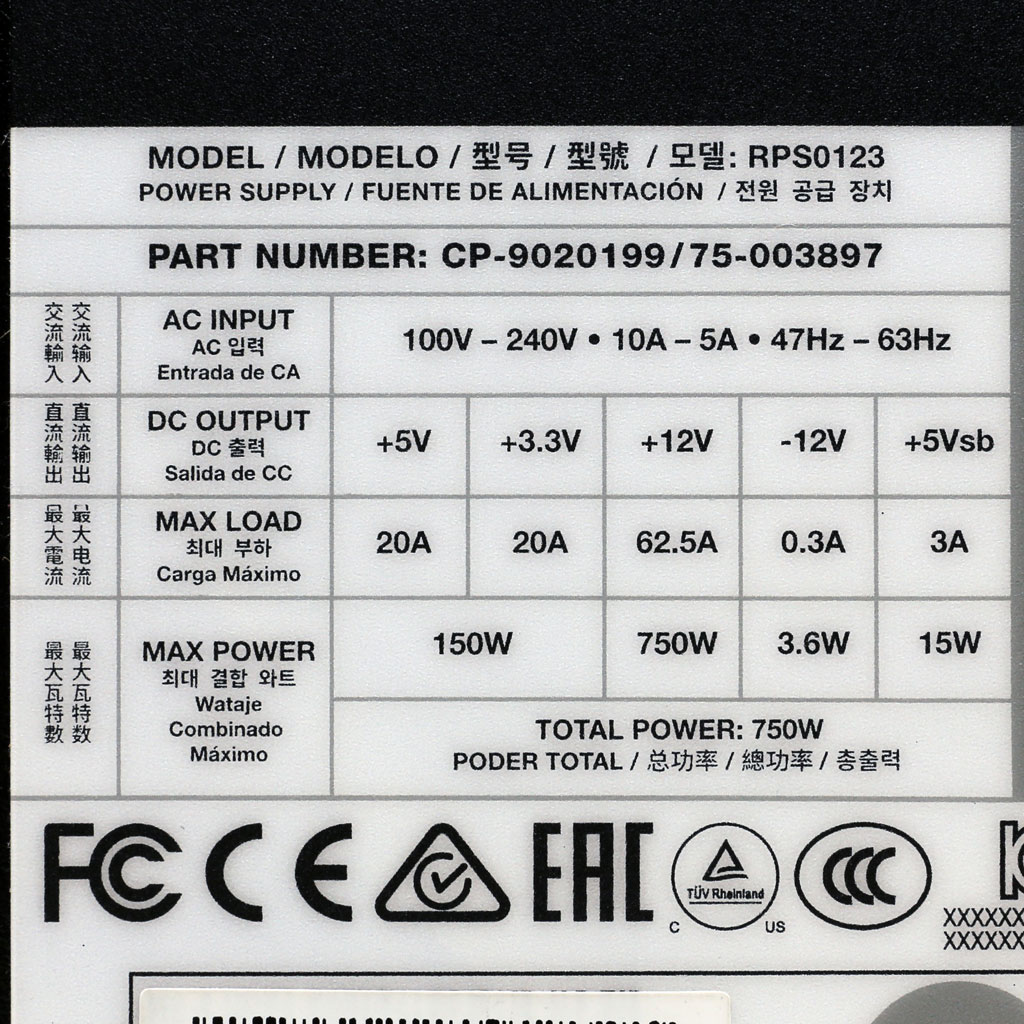 MODEL / MODELO / 型号 / 型號 / 모델: RPS0123
POWER SUPPLY / FUENTE DE ALIMENTACIÓN / 전원 공급 장치
PART NUMBER: CP-9020199/75-003897
交流輸入 交流输入
AC INPUT
AC 입력
Entrada de CA
100V – 240V • 10A – 5A • 47Hz – 63Hz
直流輸出 直流输出
DC OUTPUT
DC 출력
Salida de CC
+5V +3.3V +12V -12V +5Vsb
最大電流 最大电流
MAX LOAD
최대 부하
Carga Máximo
20A 20A 62.5A 0.3A 3A
最大瓦特數 最大瓦特数
MAX POWER
최대 결합 와트
Wataje
Combinado
Máximo
150W 750W 3.6W 15W
TOTAL POWER: 750W
PODER TOTAL / 总功率 / 總功率 / 총출력
FC CE EAC TÜV Rheinland CCC
C US
XXXXXX
XXXXXX